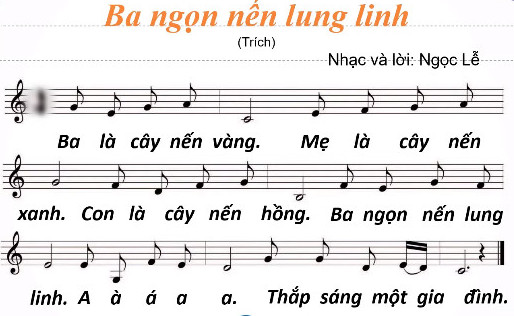 Ba ngọn nến lung linh
(Trích)
Nhạc và lời: Ngọc Lễ
Ba là cây nến vàng. Mẹ là cây nến
xanh. Con là cây nến hồng. Ba ngọn nến lung
linh. A à á a a. Thắp sáng một gia đình.